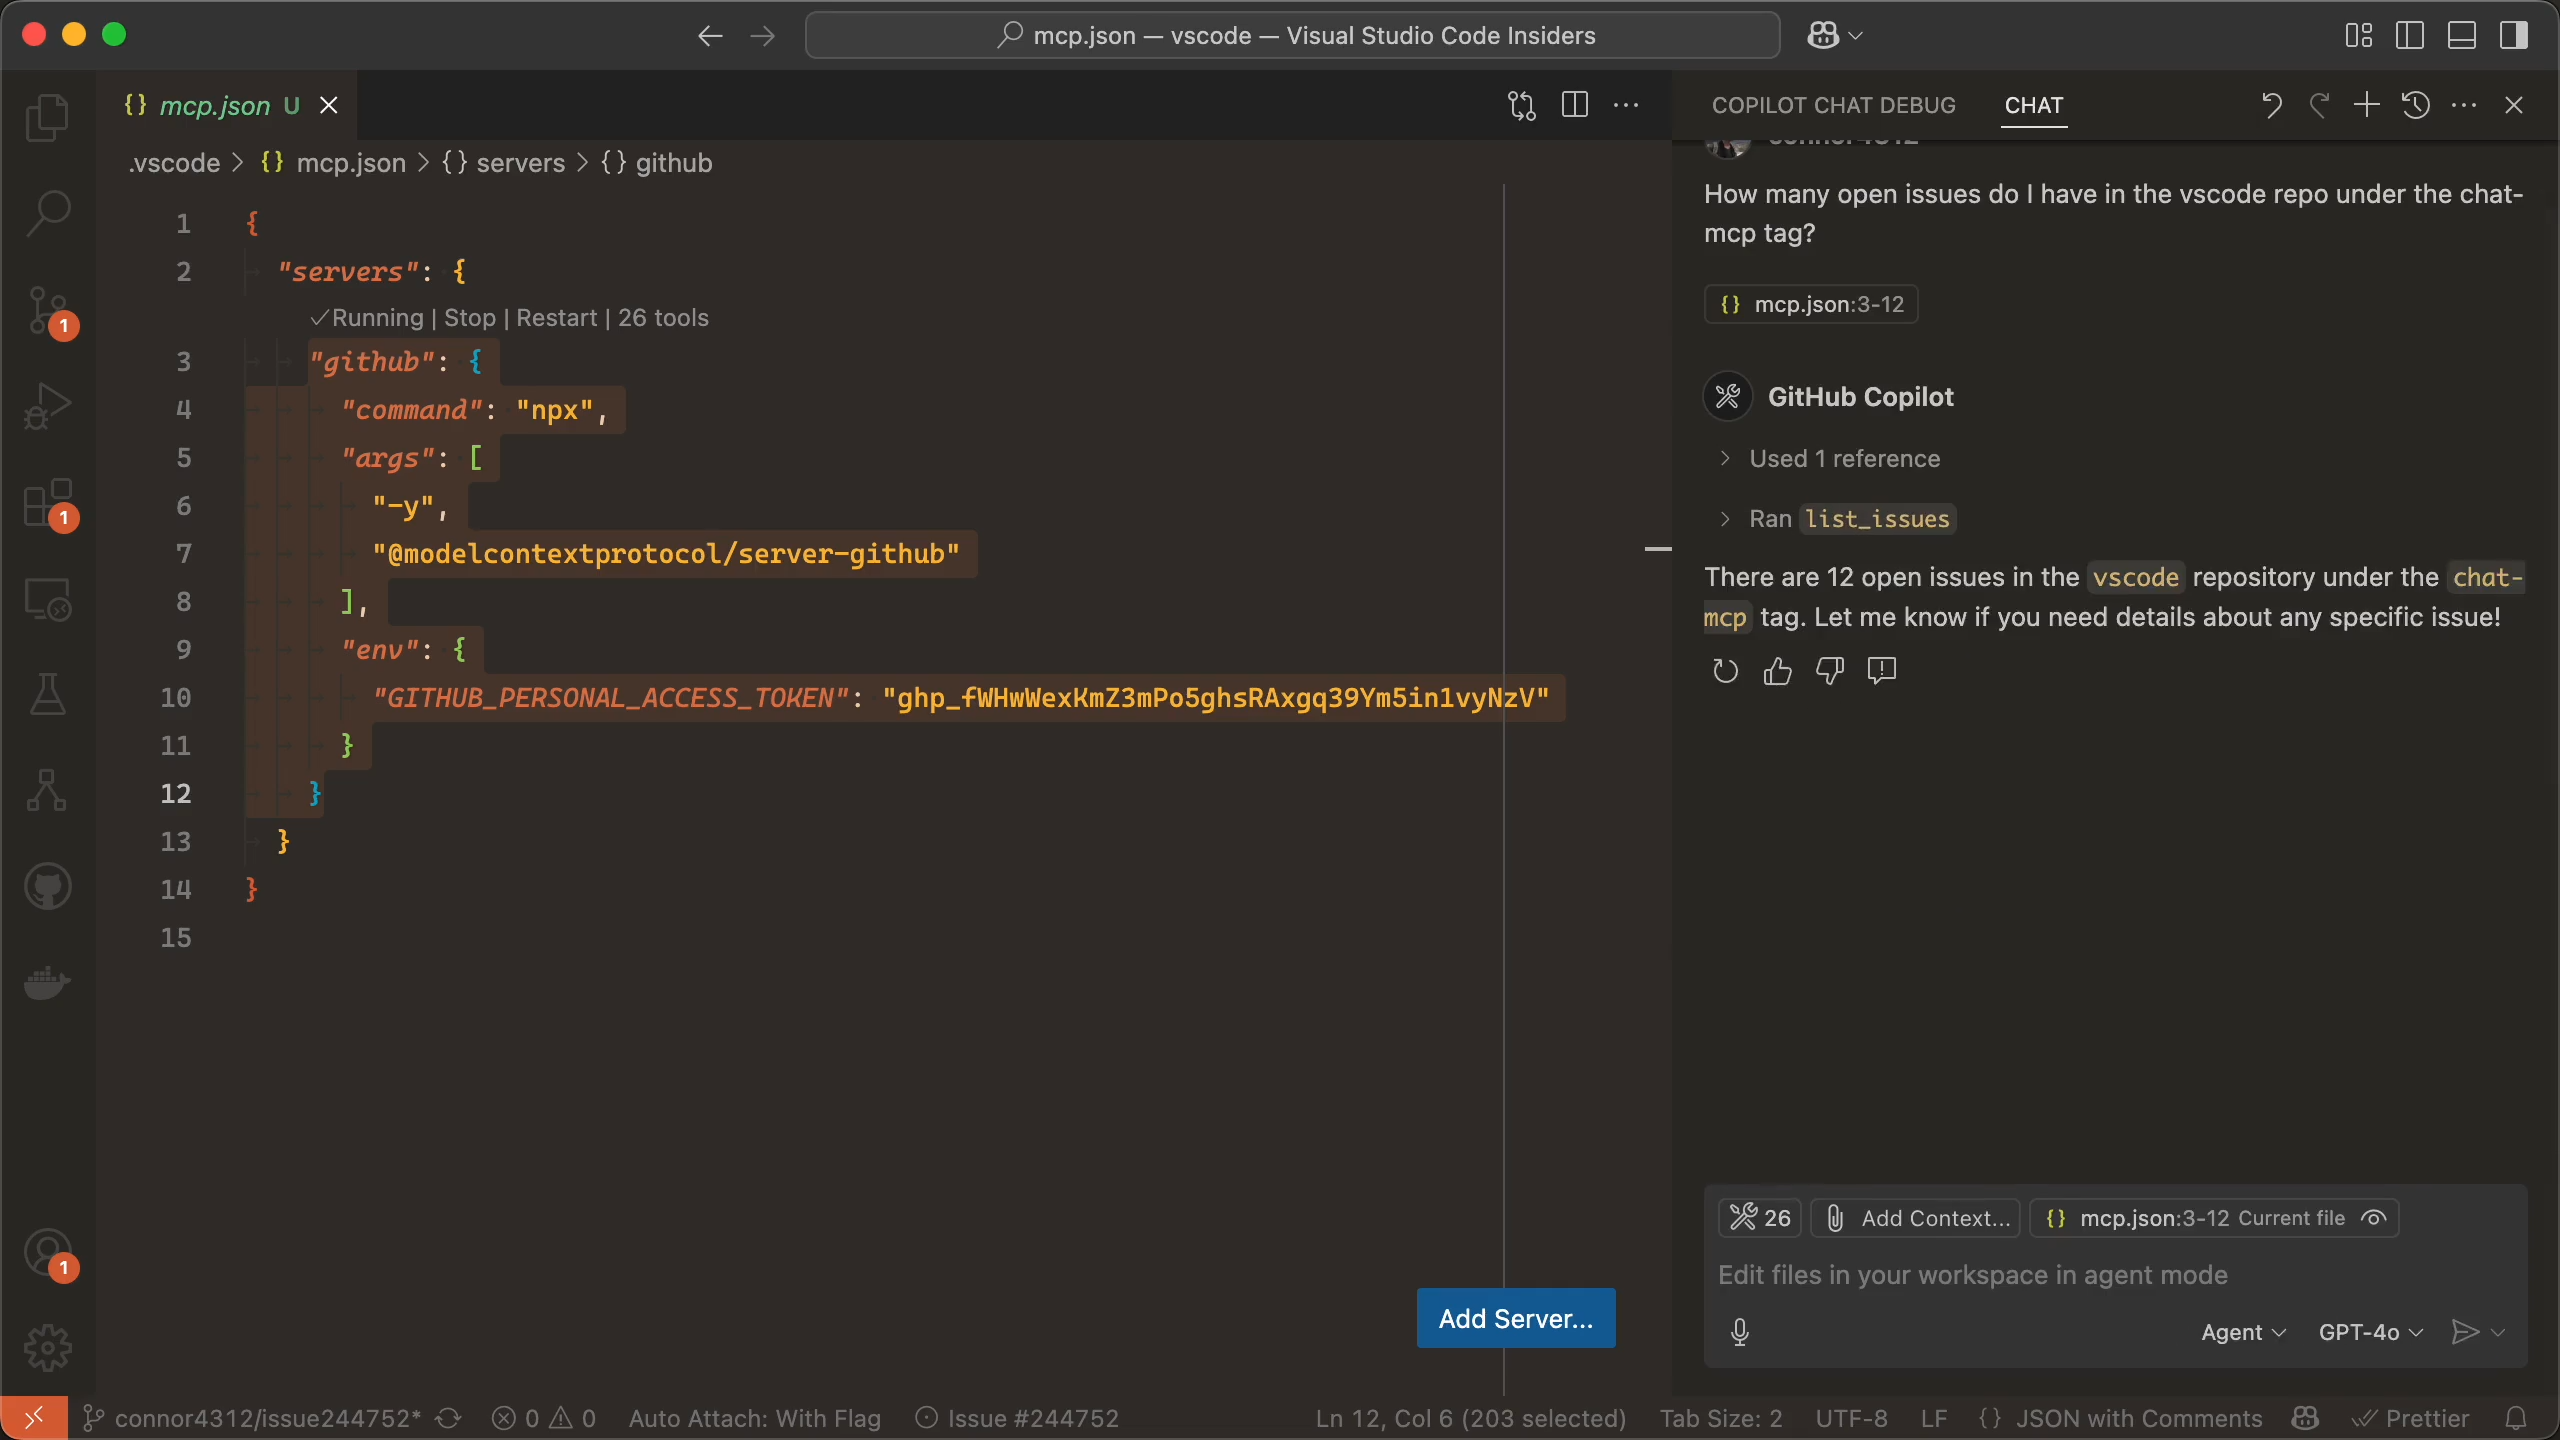 mcp.json — vscode — Visual Studio Code Insiders
{} mcp.json U
.vscode > {} mcp.json > {} servers > {} github
1 {
2 "servers": {
✓Running | Stop | Restart | 26 tools
3 "github": {
4 "command": "npx",
5 "args": [
6 "-y",
7 "@modelcontextprotocol/server-github"
8 ],
9 "env": {
10 "GITHUB_PERSONAL_ACCESS_TOKEN": "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"
11 }
12 }
13 }
14 }
15
1
1
1
Add Server...
COPILOT CHAT DEBUG CHAT
How many open issues do I have in the vscode repo under the chat-
mcp tag?
{} mcp.json:3-12
GitHub Copilot
> Used 1 reference
> Ran list_issues
There are 12 open issues in the vscode repository under the chat-
mcp tag. Let me know if you need details about any specific issue!
26 Add Context... {} mcp.json:3-12 Current file
Edit files in your workspace in agent mode
Agent GPT-4o
connor4312/issue244752* 0 0 Auto Attach: With Flag Issue #244752 Ln 12, Col 6 (203 selected) Tab Size: 2 UTF-8 LF {} JSON with Comments Prettier